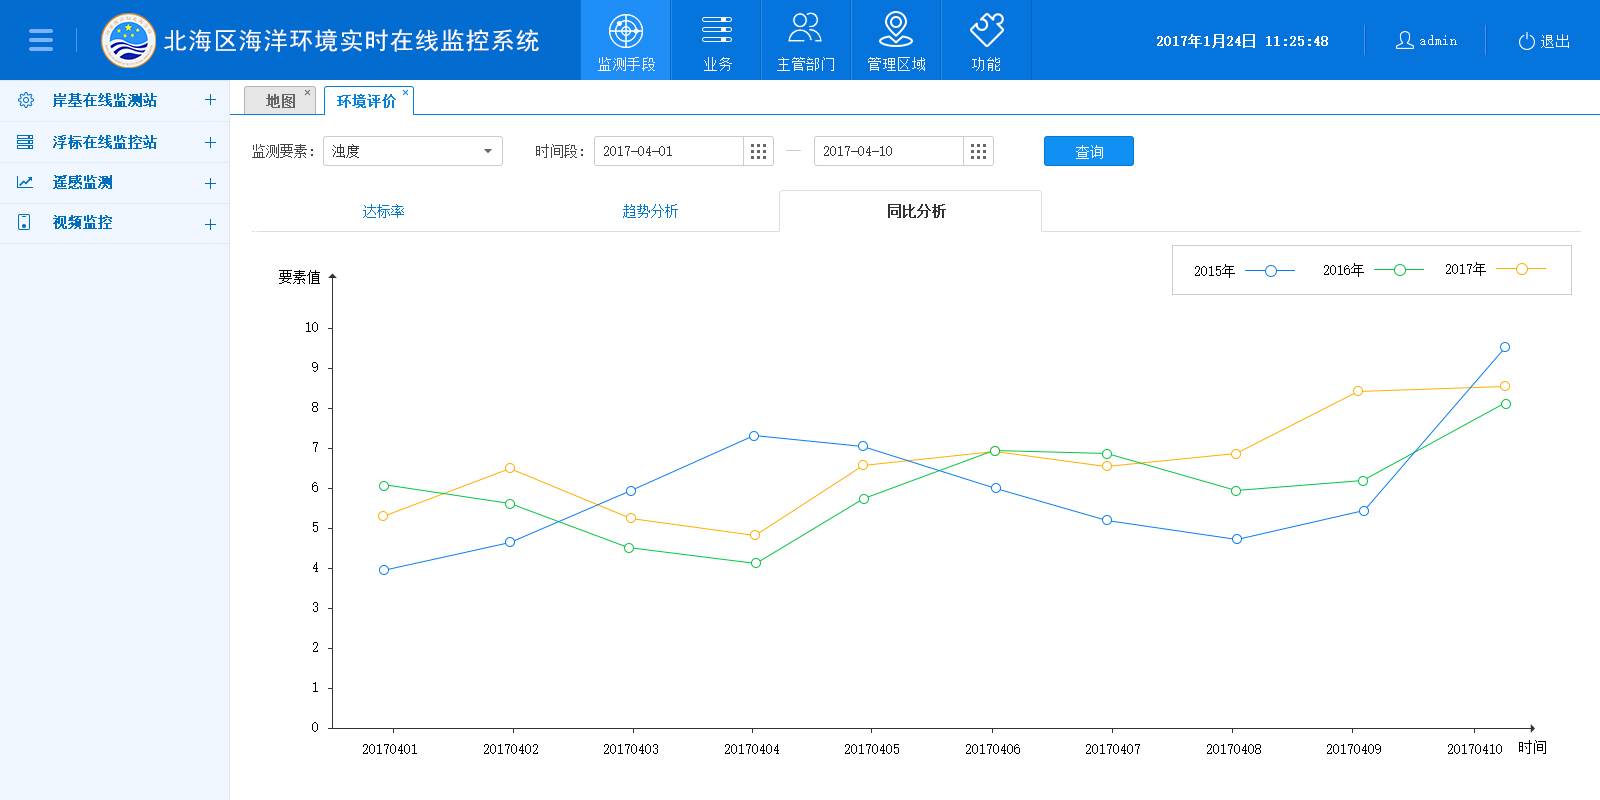 北海区海洋环境实时在线监控系统
监测手段 业务 主管部门 管理区域 功能
2017年1月24日 11:25:48 admin 退出
岸基在线监测站 +
浮标在线监控站 +
遥感监测 +
视频监控 +
地图 × 环境评价 ×
监测要素： 浊度 时间段： 2017-04-01 — 2017-04-10 查询
达标率 趋势分析 同比分析
2015年 2016年 2017年
要素值
10
9
8
7
6
5
4
3
2
1
0
20170401 20170402 20170403 20170404 20170405 20170406 20170407 20170408 20170409 20170410 时间